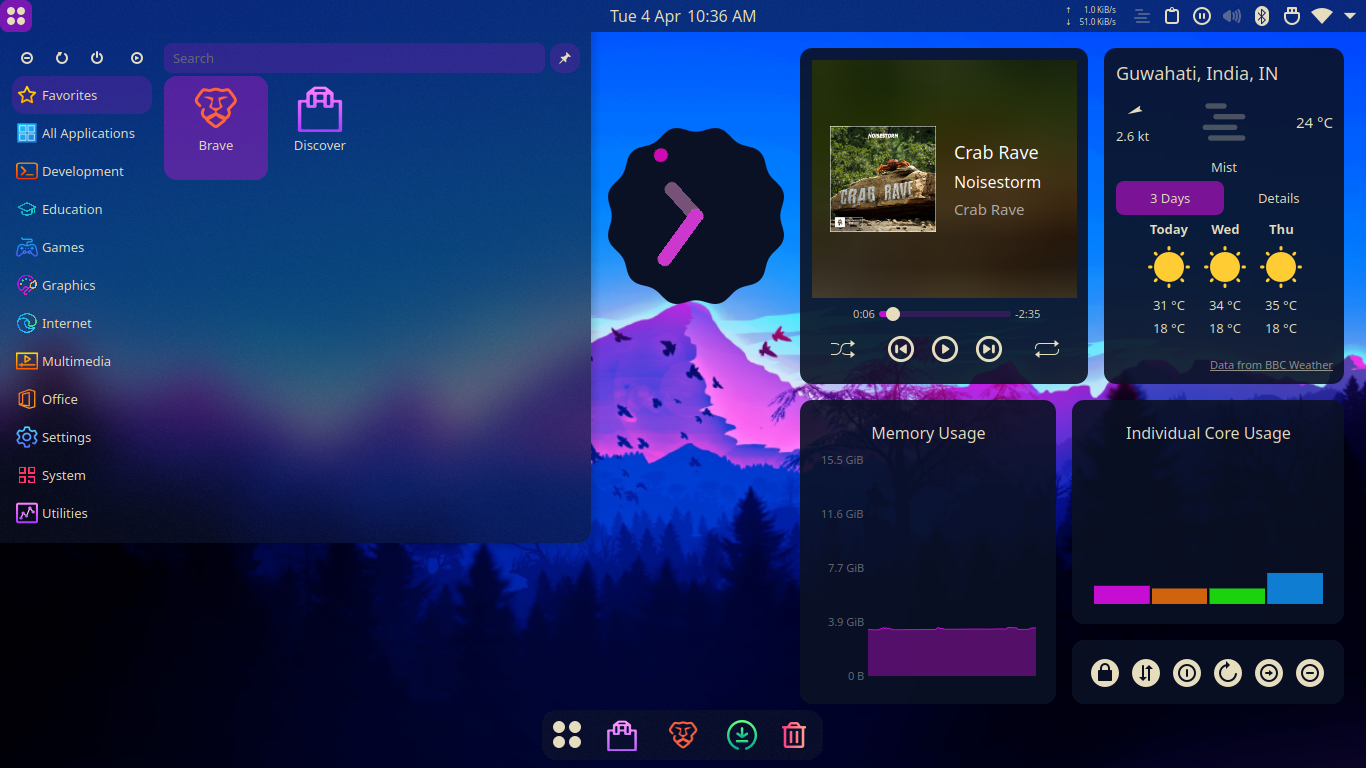 Tue 4 Apr 10:36 AM
↑ 1.0 KiB/s
↓ 51.0 KiB/s
Search
Favorites
All Applications
Development
Education
Games
Graphics
Internet
Multimedia
Office
Settings
System
Utilities
Brave
Discover
NOISESTORM
CRAB RAVE
Crab Rave
Noisestorm
Crab Rave
0:06
-2:35
Guwahati, India, IN
2.6 kt
24 °C
Mist
3 Days
Details
Today Wed Thu
31 °C 34 °C 35 °C
18 °C 18 °C 18 °C
Data from BBC Weather
Memory Usage
15.5 GiB
11.6 GiB
7.7 GiB
3.9 GiB
0 B
Individual Core Usage